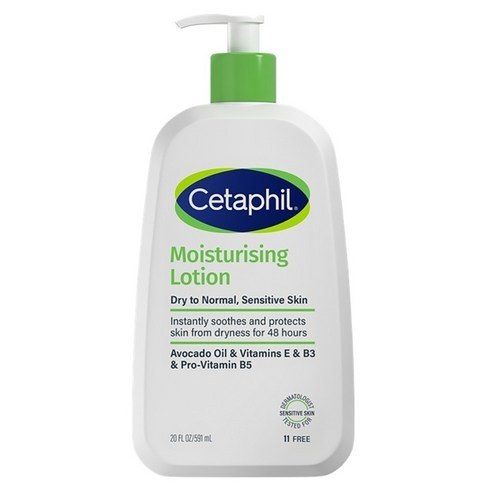 Cetaphil®
Moisturising
Lotion
Dry to Normal, Sensitive Skin
Instantly soothes and protects
skin from dryness for 48 hours
Avocado Oil & Vitamins E & B3
& Pro-Vitamin B5
DERMATOLOGIST
SENSITIVE SKIN
TESTED FOR
20 FL OZ/591 mL
11 FREE